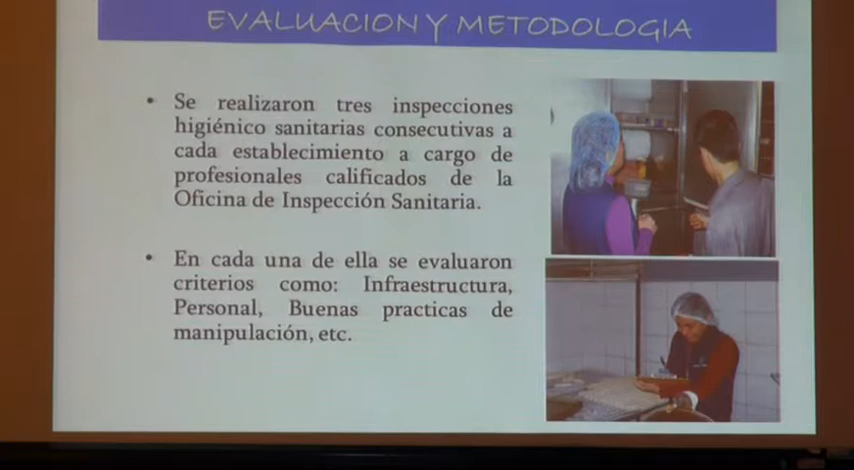 EVALUACION Y METODOLOGIA
• Se realizaron tres inspecciones
higiénico sanitarias consecutivas a
cada establecimiento a cargo de
profesionales calificados de la
Oficina de Inspección Sanitaria.
• En cada una de ella se evaluaron
criterios como: Infraestructura,
Personal, Buenas practicas de
manipulación, etc.